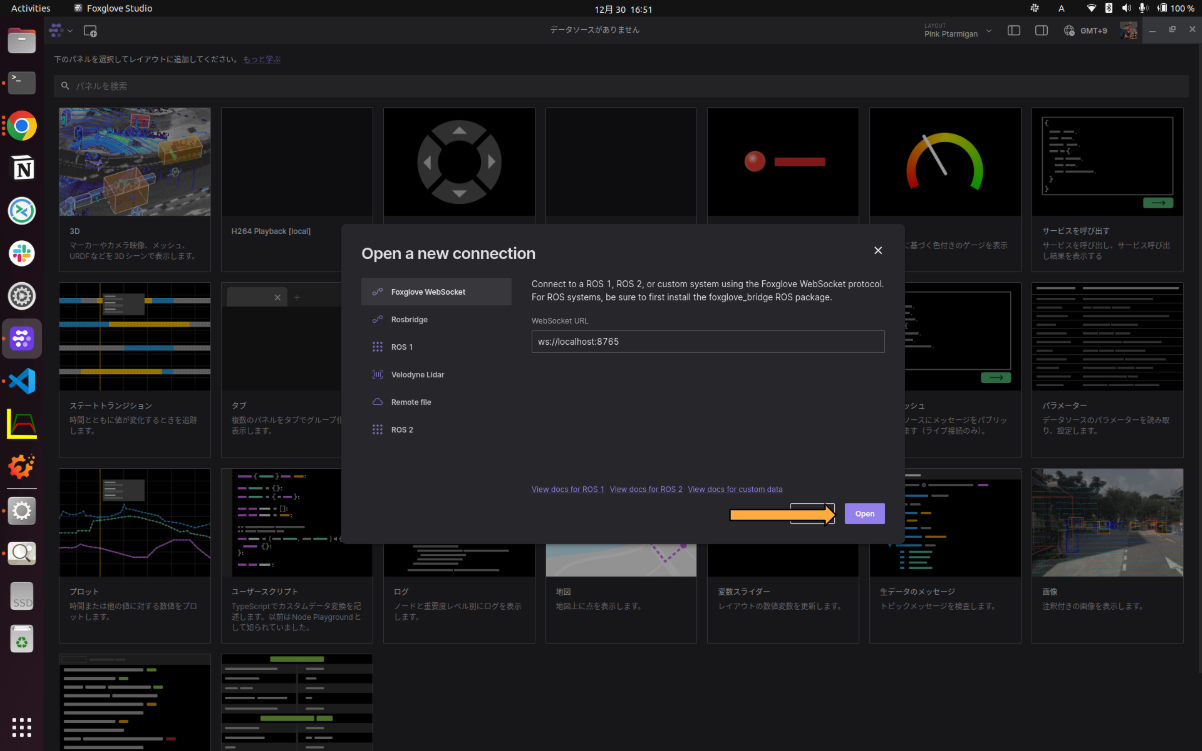 Activities
Foxglove Studio
12月 30 16:51
A
100 %
データソースがありません
LAYOUT
Pink Ptarmigan
GMT+9
下のパネルを選択してレイアウトに追加してください。 もっと学ぶ
パネルを検索
3D
マーカーやカメラ映像、メッシュ、
URDF などを 3D シーンで表示します。
H264 Playback [local]
に基づく色付きのゲージを表示
サービスを呼び出す
サービスを呼び出し、サービス呼び出
し結果を表示する
Open a new connection
Foxglove WebSocket
Rosbridge
ROS 1
Velodyne Lidar
Remote file
ROS 2
Connect to a ROS 1, ROS 2, or custom system using the Foxglove WebSocket protocol.
For ROS systems, be sure to first install the foxglove_bridge ROS package.
WebSocket URL
ws://localhost:8765
View docs for ROS 1 View docs for ROS 2 View docs for custom data
Open
ステートトランジション
時間とともに値が変化するときを追跡
します。
タブ
複数のパネルをタブでグループ化
表示します。
ッシュ
ソースにメッセージをパブリッ
ます（ライブ接続のみ）。
パラメーター
データソースのパラメーターを読み取
り、設定します。
プロット
時間または他の値に対する数値をプロ
ットします。
ユーザースクリプト
TypeScript でカスタムデータ変換を記
述します。以前は Node Playground と
して知られていました。
ログ
ノードと重要度レベル別にログを表示
します。
地図
地図上に点を表示します。
変数スライダー
レイアウトの数値変数を更新します。
生データのメッセージ
トピックメッセージを検査します。
画像
注釈付きの画像を表示します。
SSD